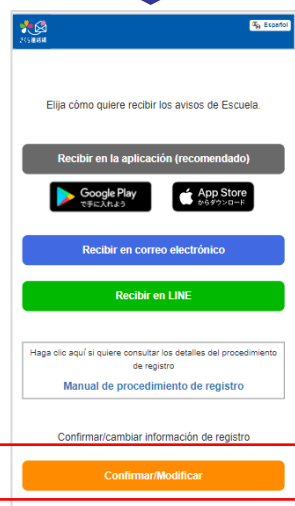 さくら連絡網
Español
Elija cómo quiere recibir los avisos de Escuela.
Recibir en la aplicación (recomendado)
Google Play
で手に入れよう
App Store
からダウンロード
Recibir en correo electrónico
Recibir en LINE
Haga clic aquí si quiere consultar los detalles del procedimiento
de registro
Manual de procedimiento de registro
Confirmar/cambiar información de registro
Confirmar/Modificar